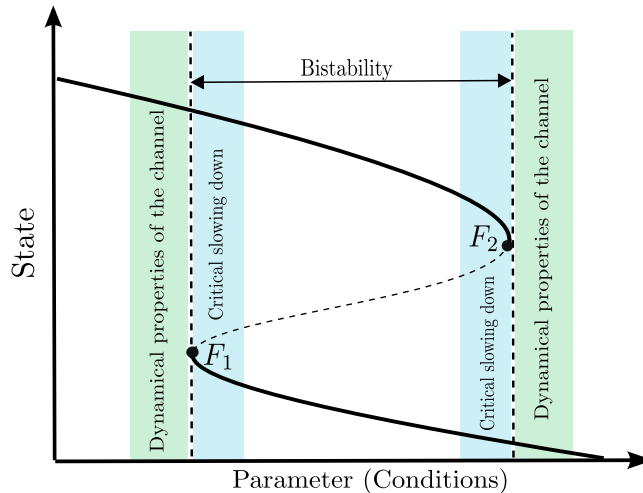 Bistability
Dynamical properties of the channel
Critical slowing down
F₂
Dynamical properties of the channel
State
F₁
Critical slowing down
Parameter (Conditions)